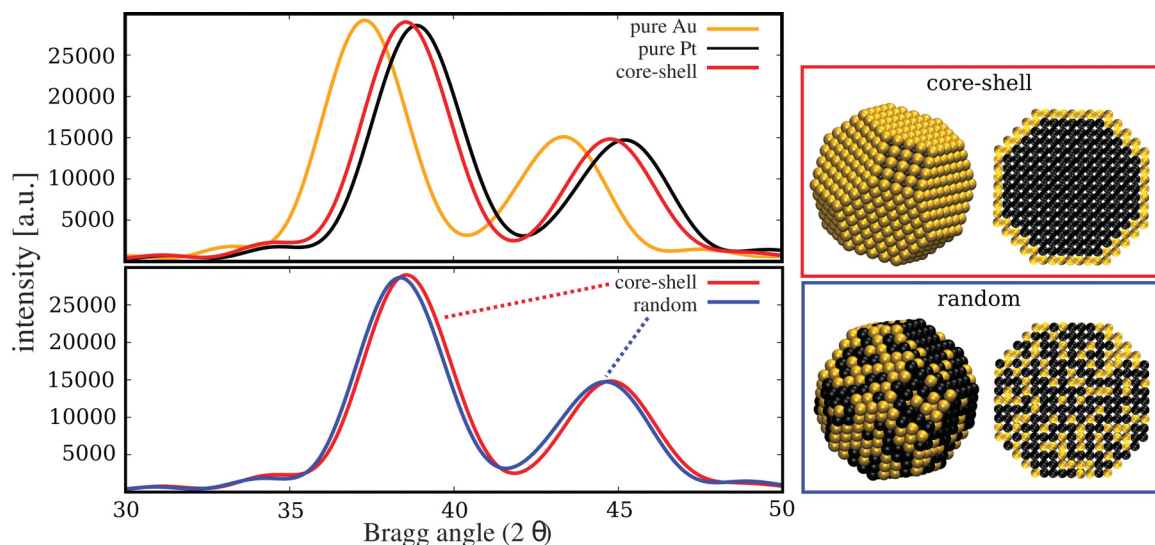 pure Au
pure Pt
core-shell
25000
20000
15000
10000
5000
intensity [a.u.]
core-shell
random
25000
20000
15000
10000
5000
30 35 40 45 50
Bragg angle (2 θ)
core-shell
random